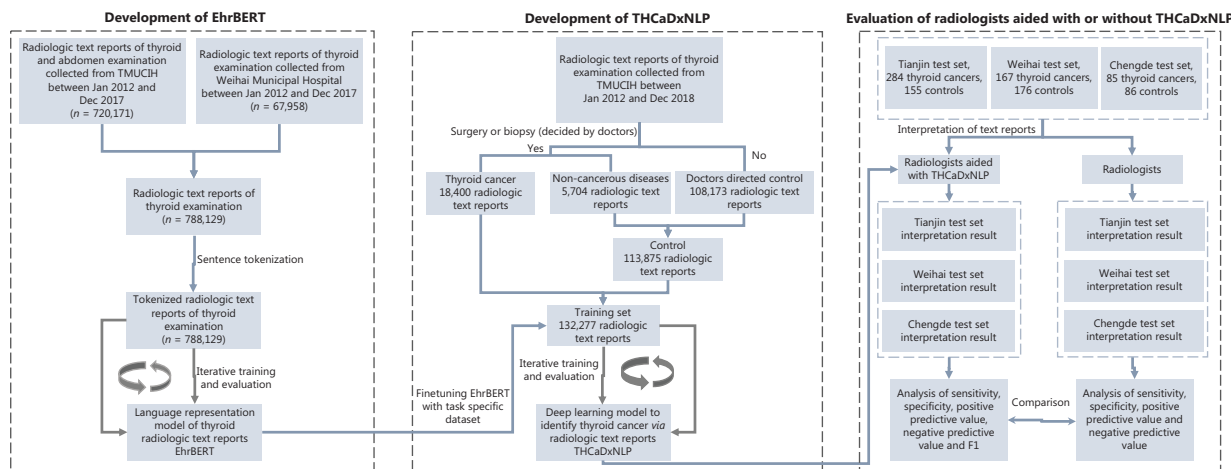 Development of EhrBERT
Radiologic text reports of thyroid
and abdomen examination
collected from TMUCIH
between Jan 2012 and
Dec 2017
(n = 720,171)
Radiologic text reports of thyroid
examination collected from
Weihai Municipal Hospital
between Jan 2012 and Dec 2017
(n = 67,958)
Radiologic text reports of
thyroid examination
(n = 788,129)
Sentence tokenization
Tokenized radiologic text
reports of thyroid
examination
(n = 788,129)
Iterative training
and evaluation
Language representation
model of thyroid
radiologic text reports
EhrBERT
Development of THCaDxNLP
Radiologic text reports of thyroid
examination collected from
TMUCIH between
Jan 2012 and Dec 2018
Surgery or biopsy (decided by doctors)
Yes
No
Thyroid cancer
18,400 radiologic
text reports
Non-cancerous diseases
5,704 radiologic text
reports
Doctors directed control
108,173 radiologic text
reports
Control
113,875 radiologic
text reports
Training set
132,277 radiologic
text reports
Iterative training
and evaluation
Finetuning EhrBERT
with task specific
dataset
Deep learning model to
identify thyroid cancer via
radiologic text reports
THCaDxNLP
Evaluation of radiologists aided with or without THCaDxNLP
Tianjin test set,
284 thyroid cancers,
155 controls
Weihai test set,
167 thyroid cancers,
176 controls
Chengde test set,
85 thyroid cancers,
86 controls
Interpretation of text reports
Radiologists aided
with THCaDxNLP
Radiologists
Tianjin test set
interpretation result
Weihai test set
interpretation result
Chengde test set
interpretation result
Tianjin test set
interpretation result
Weihai test set
interpretation result
Chengde test set
interpretation result
Analysis of sensitivity,
specificity, positive
predictive value,
negative predictive
value and F1
Comparison
Analysis of sensitivity,
specificity, positive
predictive value and
negative predictive
value